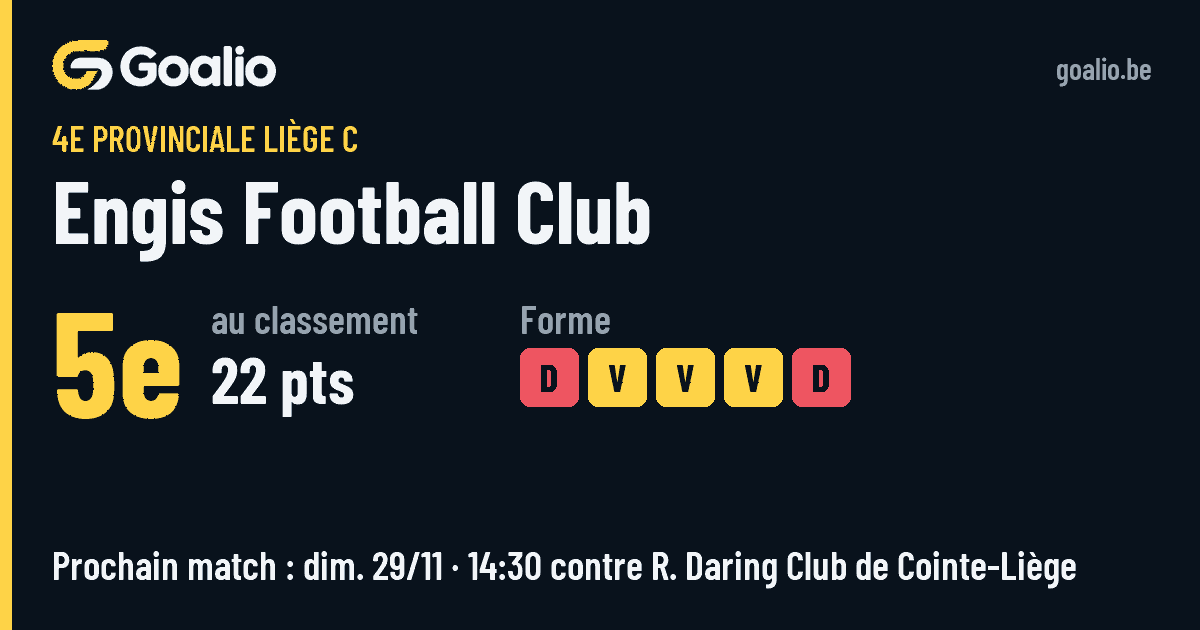 Goalio
goalio.be
4E PROVINCIALE LIÈGE C
Engis Football Club
5e
au classement
22 pts
Forme
D V V V D
Prochain match : dim. 29/11 · 14:30 contre R. Daring Club de Cointe-Liège